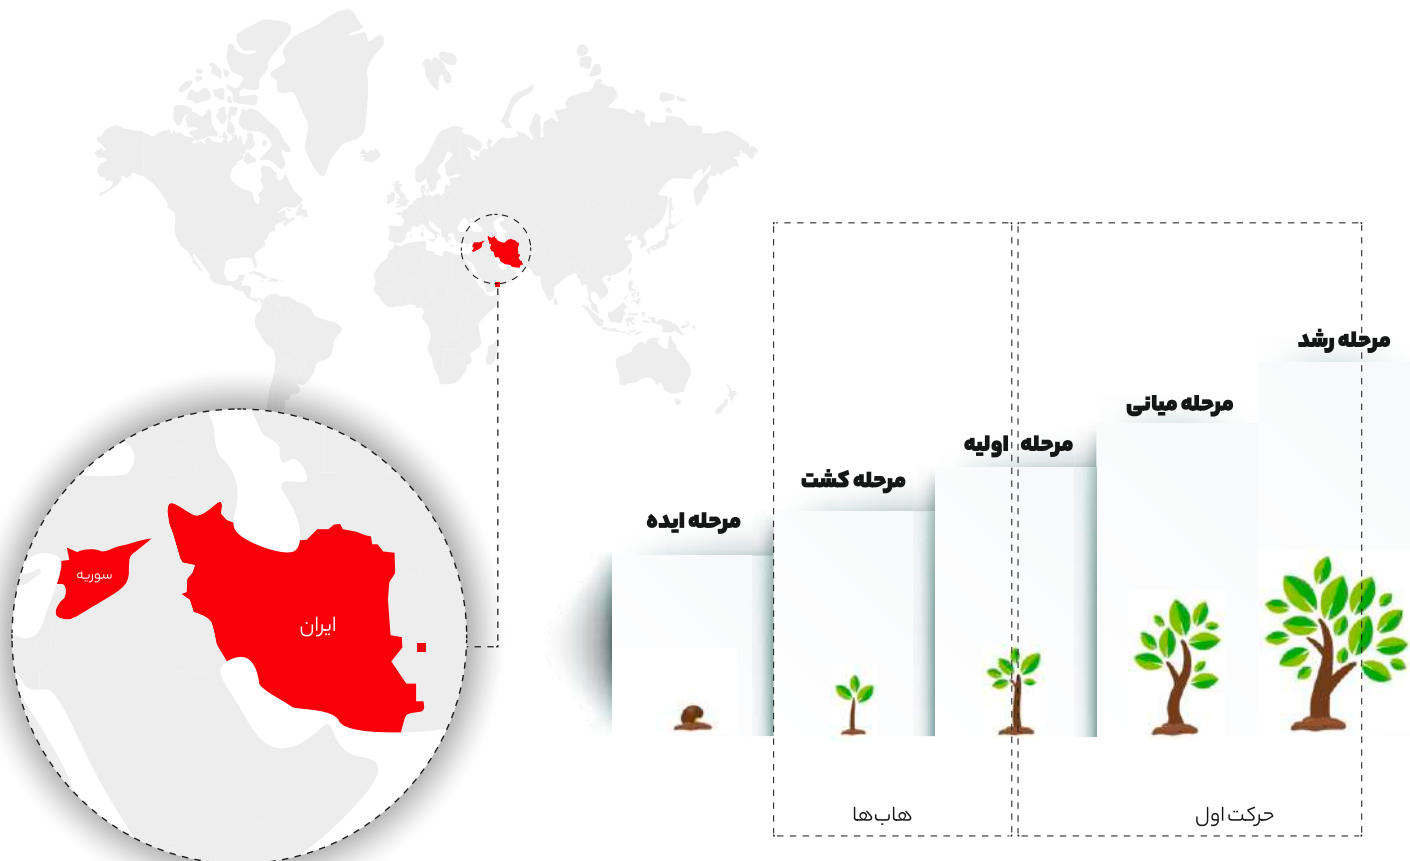 مرحله رشد
مرحله میانی
مرحله اولیه
مرحله کشت
مرحله ایده
سوریه
ایران
حرکت اول
هاب‌ها